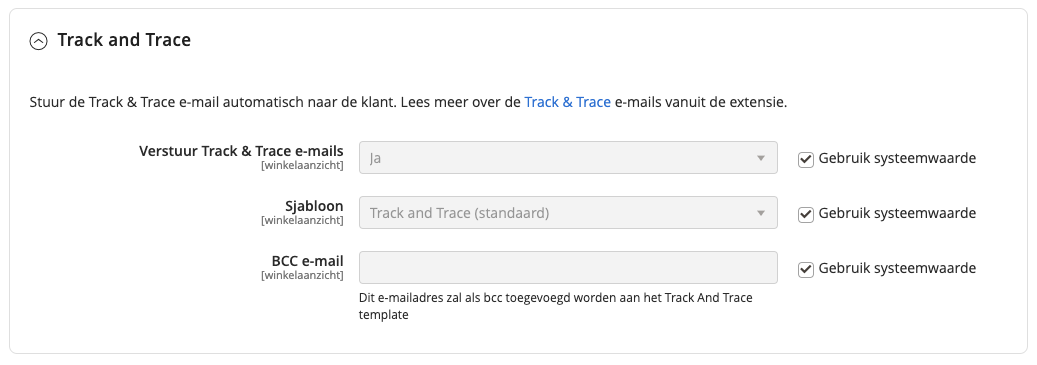 Track and Trace
Stuur de Track & Trace e-mail automatisch naar de klant. Lees meer over de Track & Trace e-mails vanuit de extensie.
Verstuur Track & Trace e-mails
[winkelaanzicht]
Ja
Gebruik systeemwaarde
Sjabloon
[winkelaanzicht]
Track and Trace (standaard)
Gebruik systeemwaarde
BCC e-mail
[winkelaanzicht]
Gebruik systeemwaarde
Dit e-mailadres zal als bcc toegevoegd worden aan het Track And Trace
template